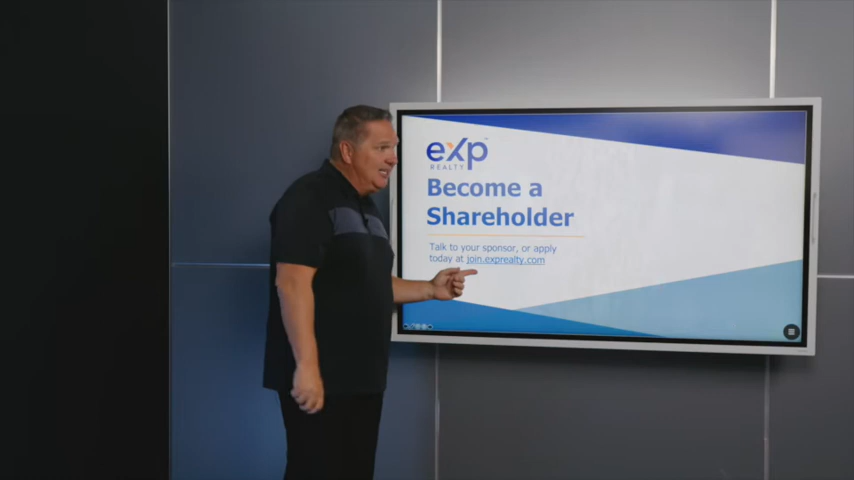 eXp
REALTY
Become a
Shareholder
Talk to your sponsor, or apply
today at join.exprealty.com